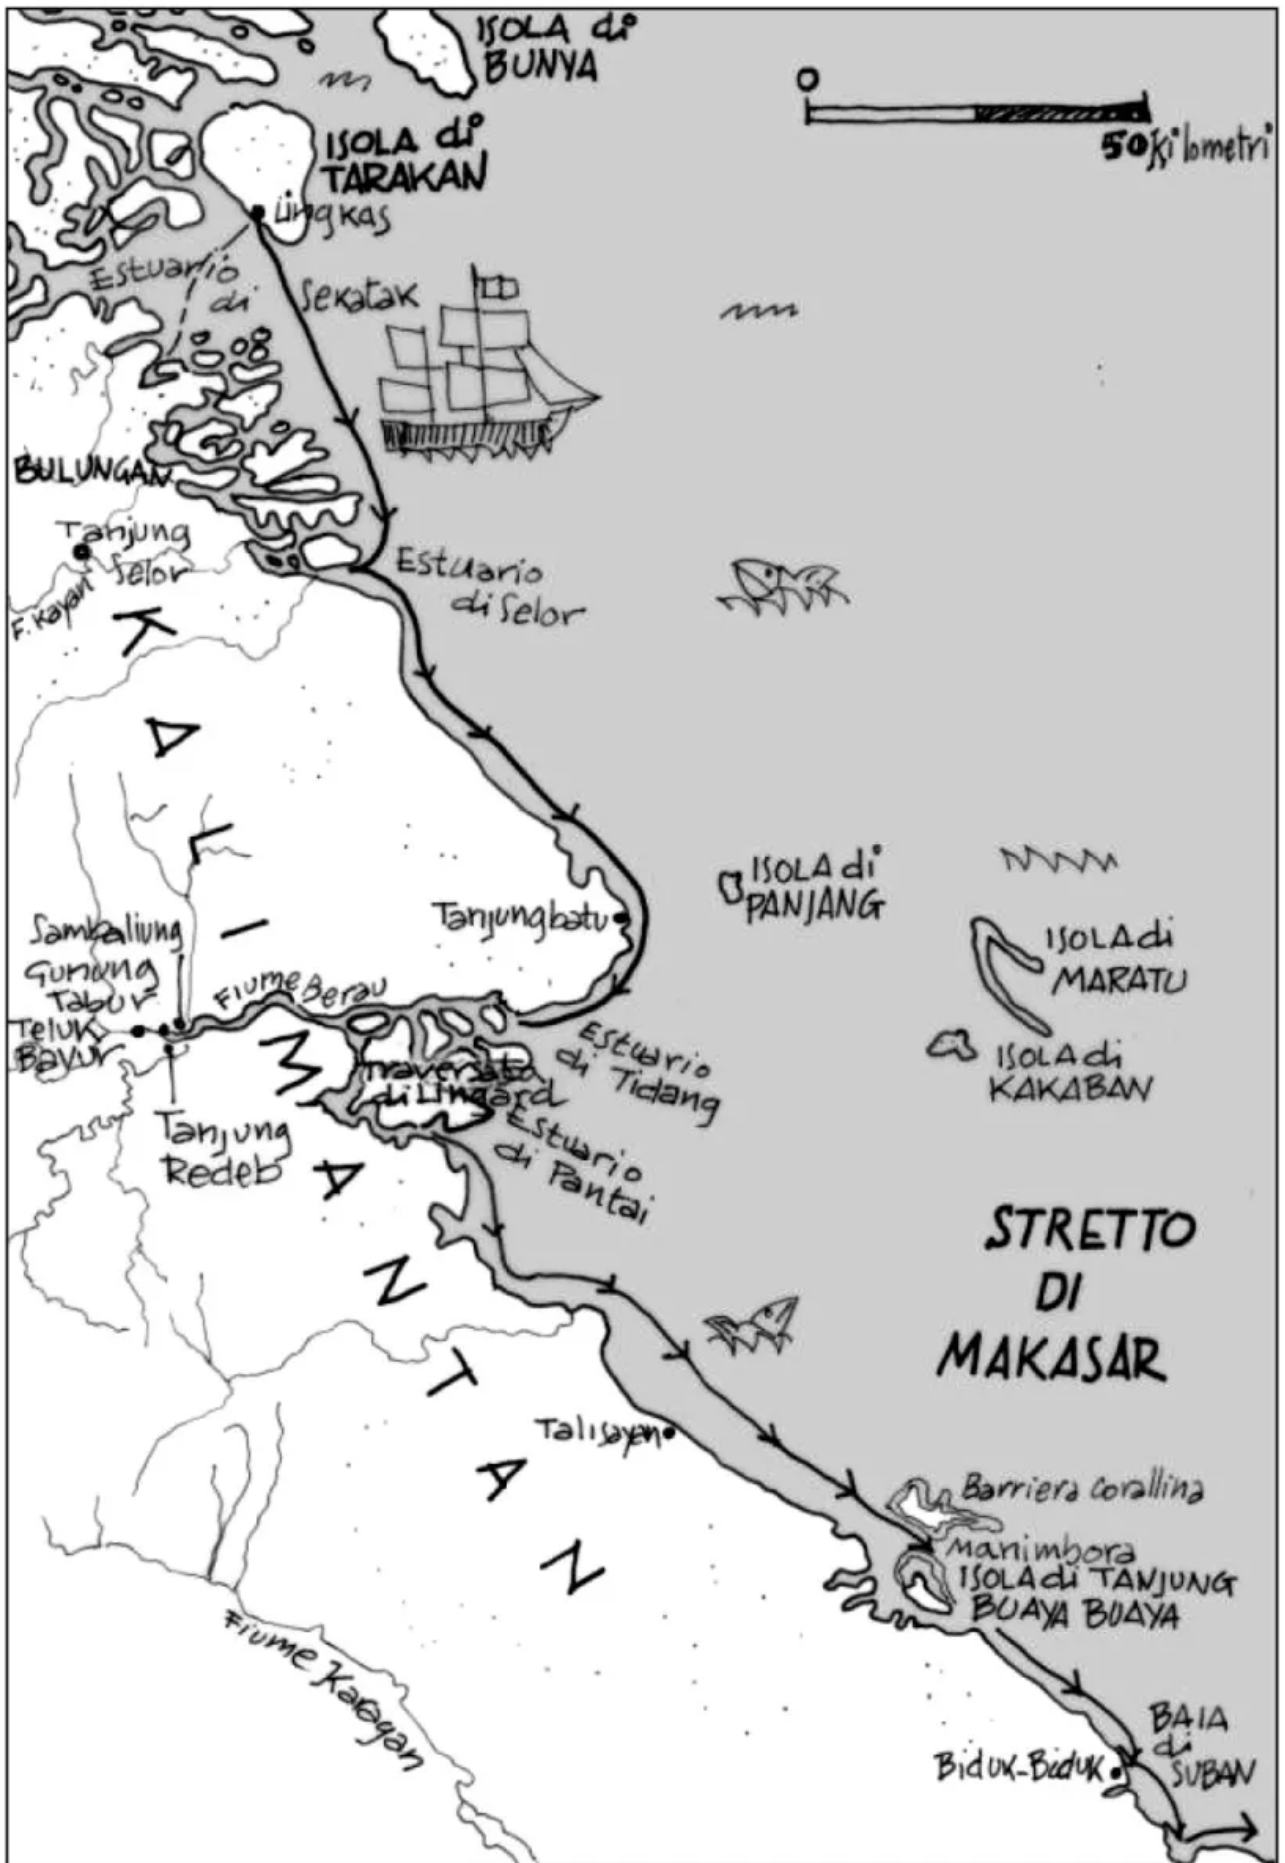 ISOLA di
BUNYA
0
50 Kilometri
ISOLA di
TARAKAN
Lingkas
Estuario
di
Sekatak
BULUNGAN
Tanjung
Selor
F. Kayan
Estuario
di Selor
KALIMANTAN
ISOLA di
PANJANG
Tanjungbatu
ISOLA di
MARATU
Sambaliung
Gunung
Tabur
Teluk
Bayur
Fiume Berau
Estuario
di Tidang
ISOLA di
KAKABAN
Traversata
di Lingard
Tanjung
Redeb
Estuario
di Pantai
STRETTO
DI
MAKASAR
Talisayan
Barriera Corallina
Manimbora
ISOLA di TANJUNG
BUAYA BUAYA
Fiume Karagan
BAIA
di
SUBAN
Biduk-Biduk